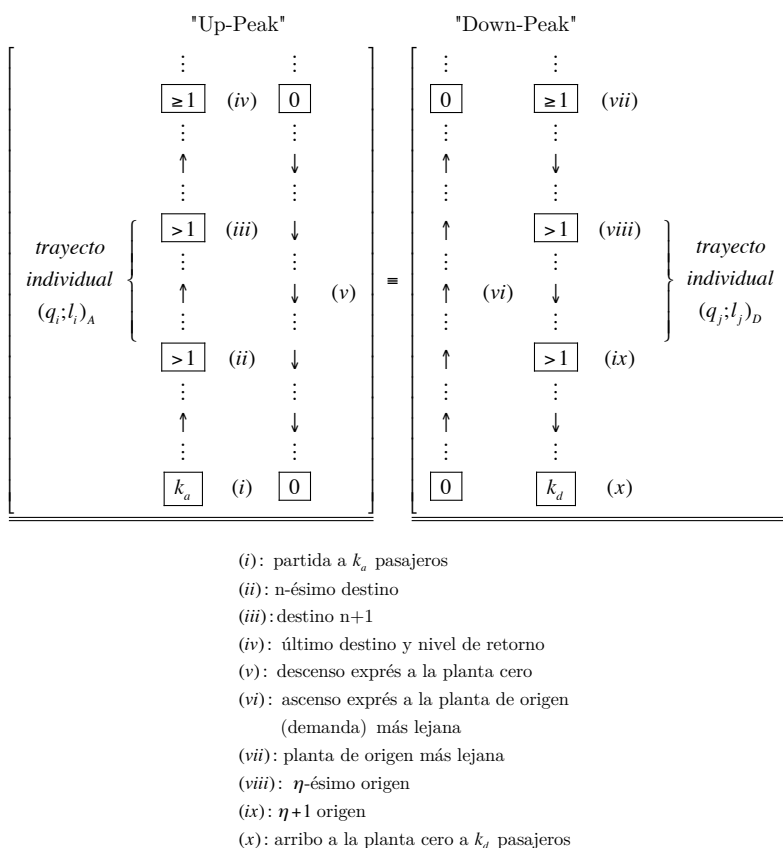 "Up-Peak" "Down-Peak"
⋮ ⋮ ⋮ ⋮
≥1 (iv) 0 0 ≥1 (vii)
⋮ ⋮ ⋮ ⋮
↑ ↓ ↑ ↓
⋮ ⋮ ⋮ ⋮
>1 (iii) ↓ ↑ >1 (viii)
trayecto trayecto
⋮ ⋮ ⋮ ⋮
individual ↑ ↓ (v) ≡ ↑ (vi) ↓ individual
(q_i;l_i)_A (q_j;l_j)_D
⋮ ⋮ ⋮ ⋮
>1 (ii) ↓ ↑ >1 (ix)
⋮ ⋮ ⋮ ⋮
↑ ↓ ↑ ↓
⋮ ⋮ ⋮ ⋮
k_a (i) 0 0 k_d (x)
(i): partida a k_a pasajeros
(ii): n-ésimo destino
(iii): destino n+1
(iv): último destino y nivel de retorno
(v): descenso exprés a la planta cero
(vi): ascenso exprés a la planta de origen
(demanda) más lejana
(vii): planta de origen más lejana
(viii): η-ésimo origen
(ix): η+1 origen
(x): arribo a la planta cero a k_d pasajeros